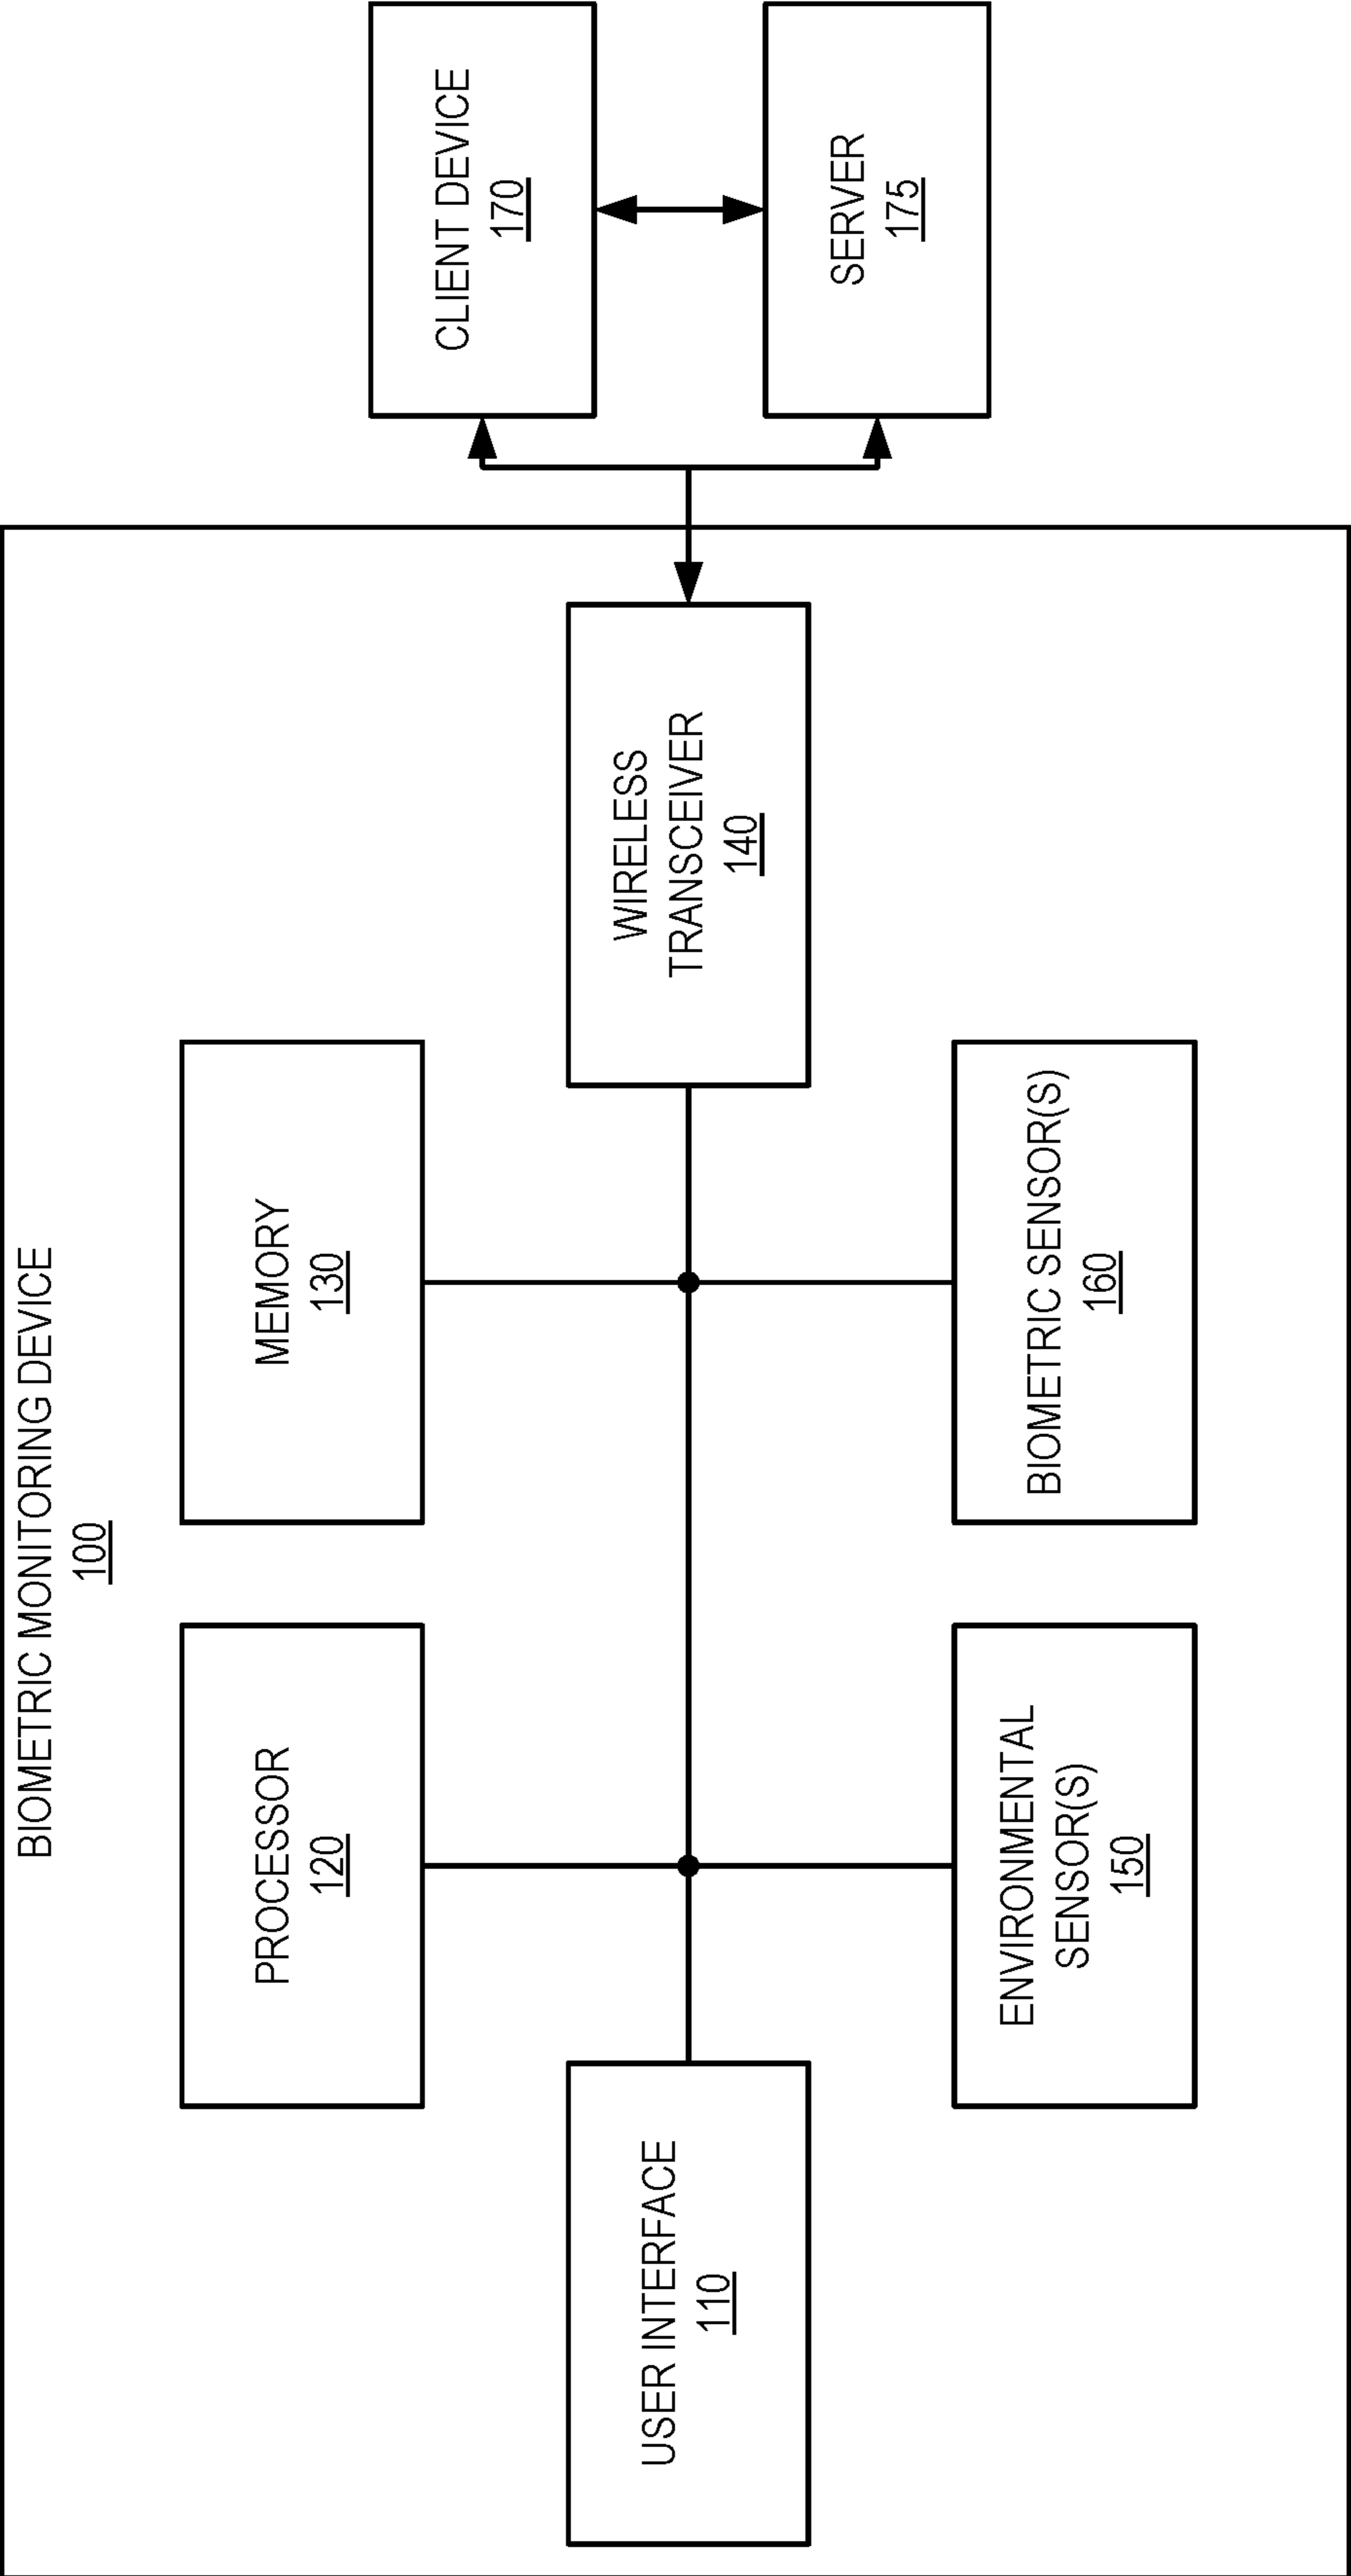 BIOMETRIC MONITORING DEVICE
100
USER INTERFACE
110
PROCESSOR
120
MEMORY
130
WIRELESS
TRANSCEIVER
140
ENVIRONMENTAL
SENSOR(S)
150
BIOMETRIC SENSOR(S)
160
CLIENT DEVICE
170
SERVER
175